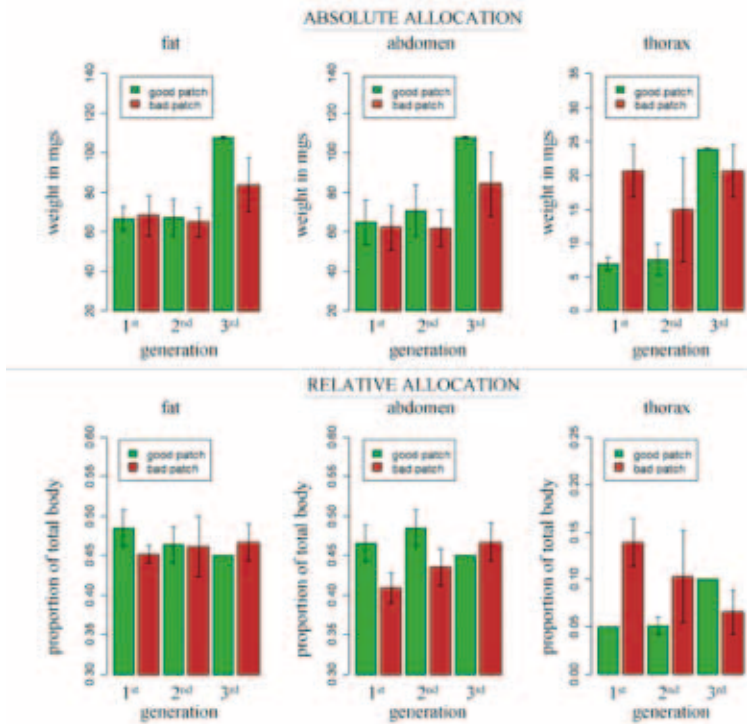 ABSOLUTE ALLOCATION
fat
abdomen
thorax
weight in mgs
20 40 60 80 100 120 140
good patch
bad patch
1st 2nd 3rd
generation
weight in mgs
20 40 60 80 100 120 140
good patch
bad patch
1st 2nd 3rd
generation
weight in mgs
0 5 10 15 20 25 30 35
good patch
bad patch
1st 2nd 3rd
generation
RELATIVE ALLOCATION
fat
abdomen
thorax
proportion of total body
0.30 0.35 0.40 0.45 0.50 0.55 0.60
good patch
bad patch
1st 2nd 3rd
generation
proportion of total body
0.30 0.35 0.40 0.45 0.50 0.55 0.60
good patch
bad patch
1st 2nd 3rd
generation
proportion of total body
0.00 0.05 0.10 0.15 0.20 0.25
good patch
bad patch
1st 2nd 3rd
generation